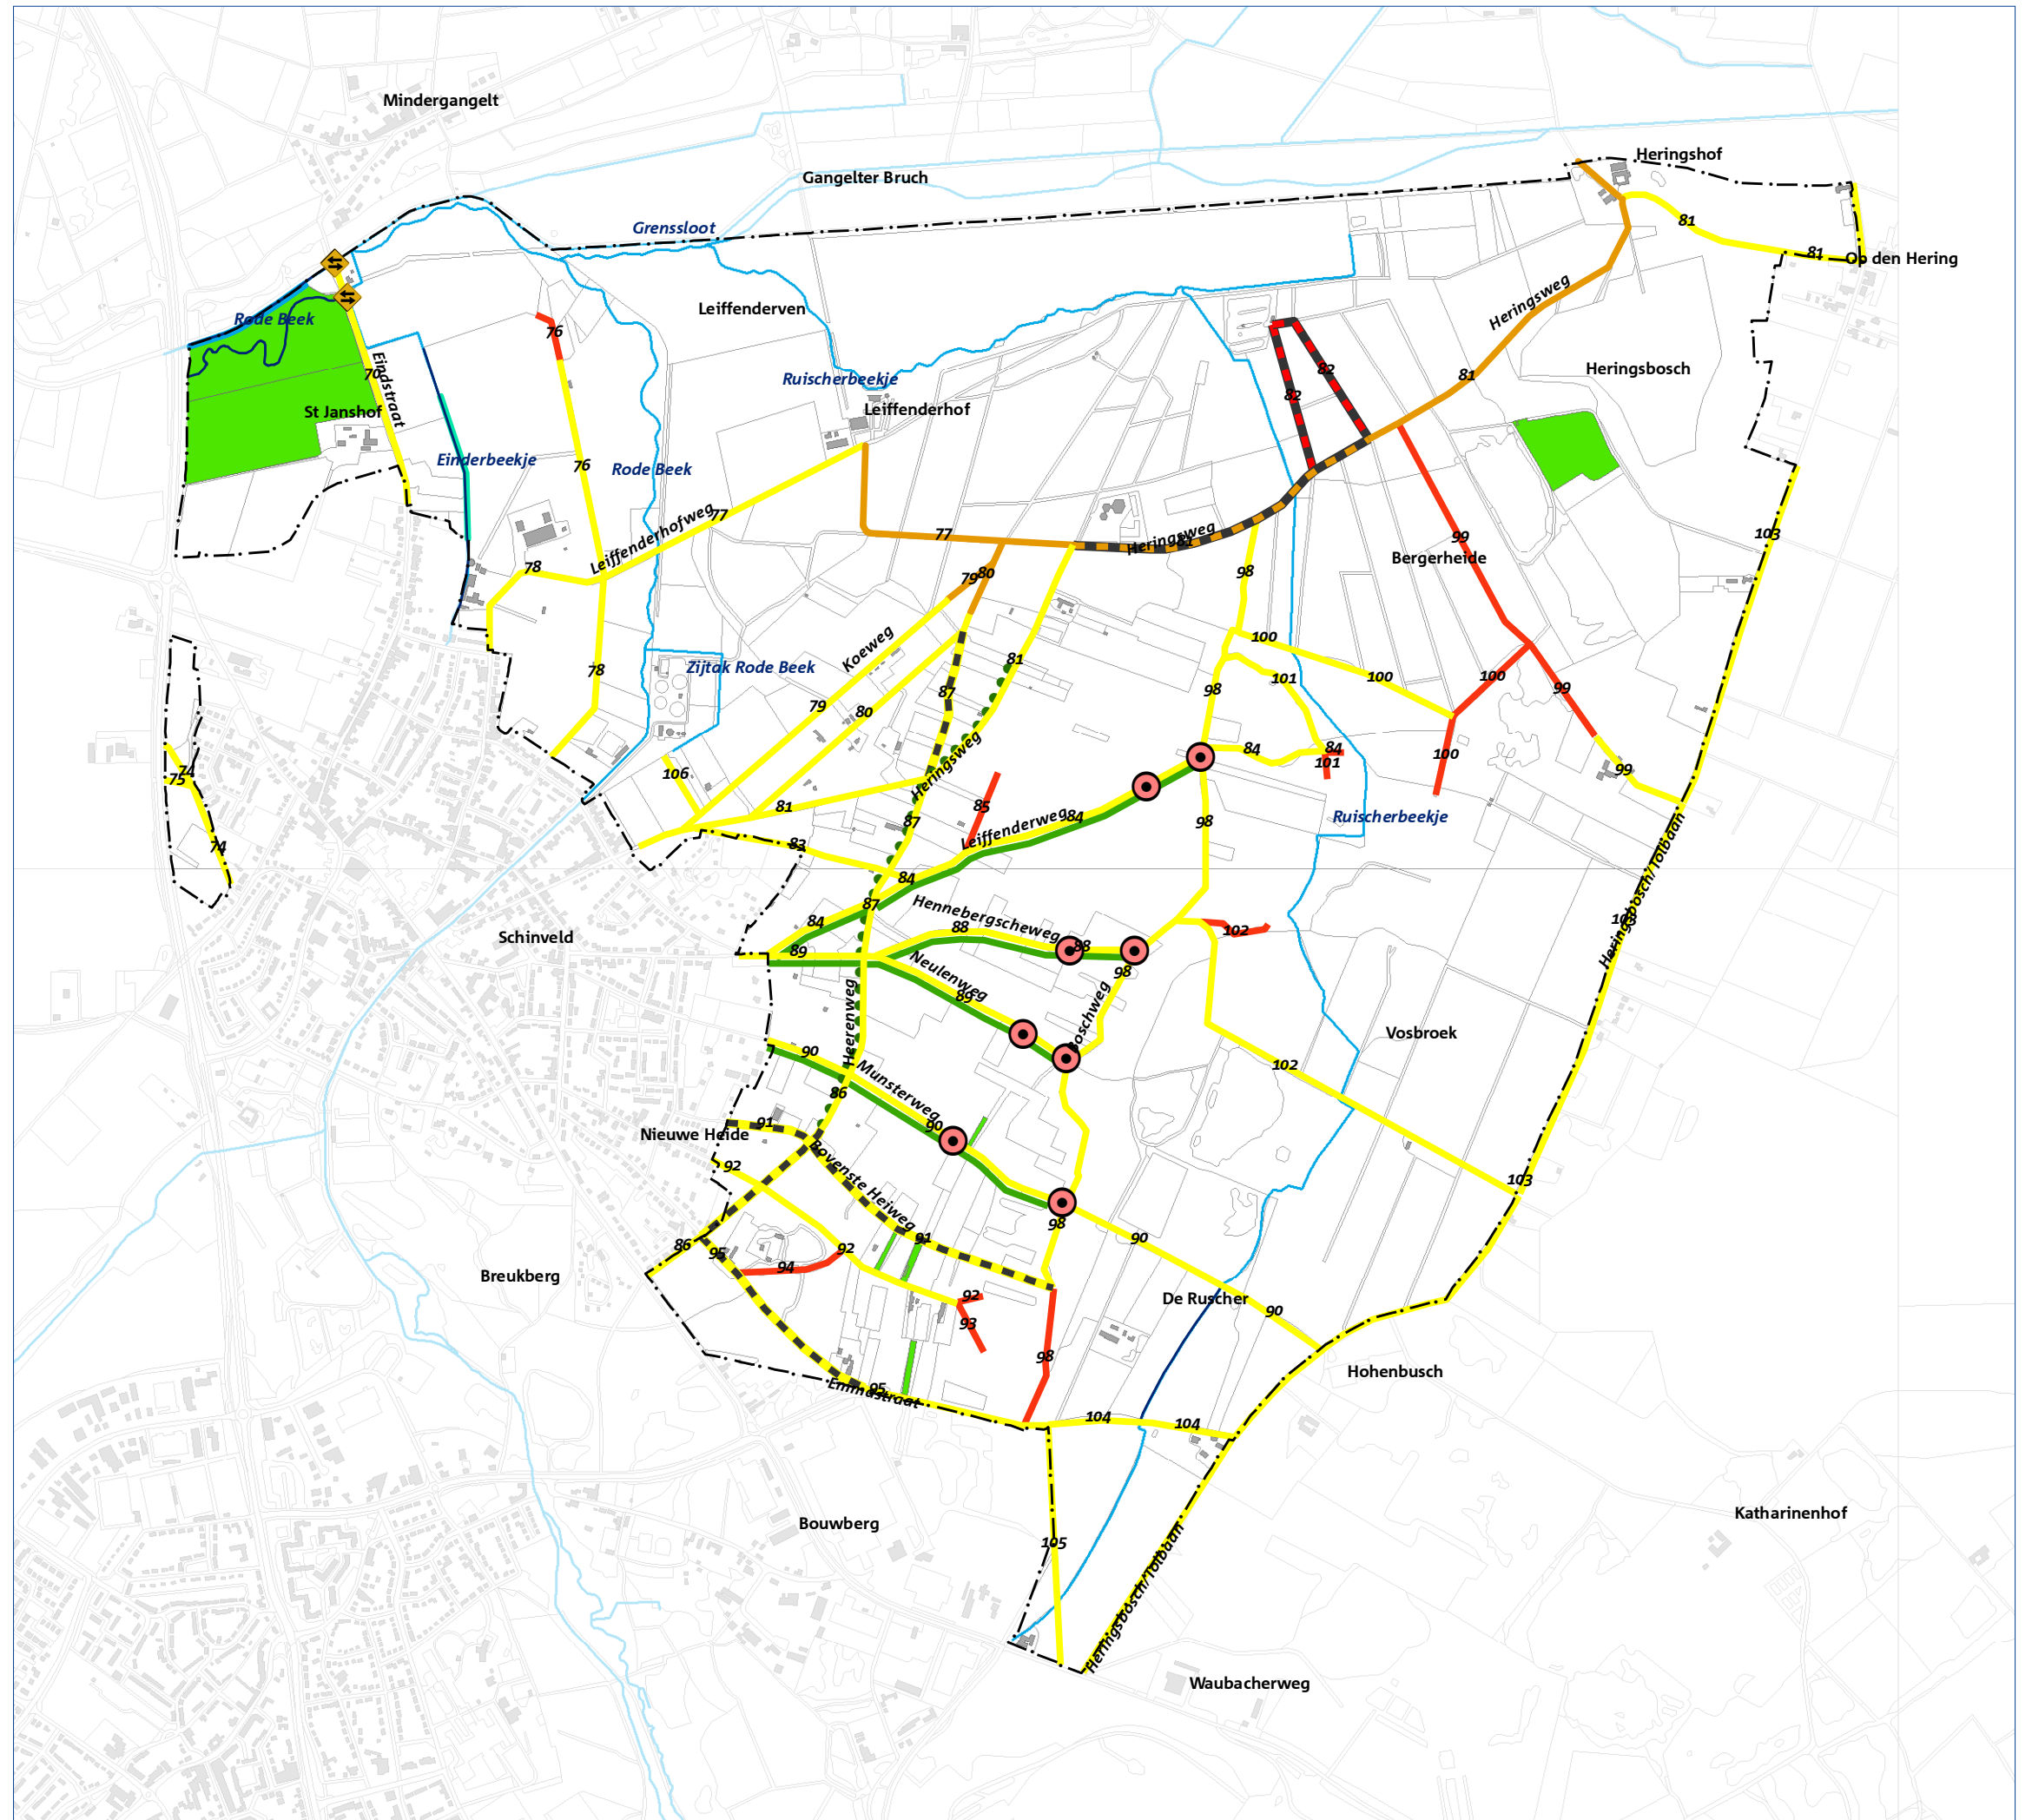 Mindergangelt
Heringshof
Gangelter Bruch
81
Grenssloot
81
Op den Hering
Leiffenderven
Heringsweg
Rode Beek
76
Eindstraat
70
Ruischerbeekje
82
82
81
Heringsbosch
St Janshof
Leiffenderhof
Einderbeekje
76
Rode Beek
Leiffenderhofweg
77
77
Heringsweg
81
99
103
78
79
80
98
Bergerheide
Koeweg
100
81
78
Zijtak Rode Beek
79
80
87
98
101
100
100
99
74
75
106
Heringsweg
84
84
101
100
99
81
85
87
84
98
Ruischerbeekje
74
83
Leiffenderweg
84
Heringsbosch/Tolbaan
87
84
Hennebergscheweg
88
88
103
102
Schinveld
89
Neulenweg
89
98
Heerenweg
Boschweg
Vosbroek
90
Munsterweg
86
102
91
90
Nieuwe Heide
92
Bovenste Heiweg
103
86
95
92
91
98
90
94
Breukberg
92
93
De Ruscher
90
98
Hohenbusch
95
Emmastraat
104
104
Bouwberg
Katharinenhof
105
Heringsbosch/Tolbaan
Waubacherweg